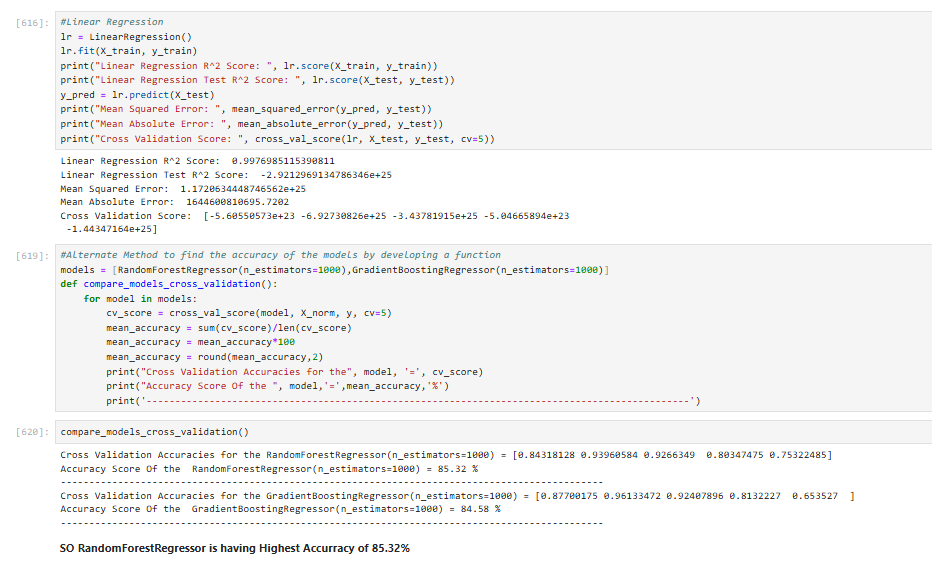 [616]: #Linear Regression
lr = LinearRegression()
lr.fit(X_train, y_train)
print("Linear Regression R^2 Score: ", lr.score(X_train, y_train))
print("Linear Regression Test R^2 Score: ", lr.score(X_test, y_test))
y_pred = lr.predict(X_test)
print("Mean Squared Error: ", mean_squared_error(y_pred, y_test))
print("Mean Absolute Error: ", mean_absolute_error(y_pred, y_test))
print("Cross Validation Score: ", cross_val_score(lr, X_test, y_test, cv=5))
Linear Regression R^2 Score:  0.9976985115390811
Linear Regression Test R^2 Score:  -2.9212969134786346e+25
Mean Squared Error:  1.1720634448746562e+25
Mean Absolute Error:  1644600810695.7202
Cross Validation Score:  [-5.60550573e+23 -6.92730826e+25 -3.43781915e+25 -5.04665894e+23
 -1.44347164e+25]
[619]: #Alternate Method to find the accuracy of the models by developing a function
models = [RandomForestRegressor(n_estimators=1000),GradientBoostingRegressor(n_estimators=1000)]
def compare_models_cross_validation():
    for model in models:
        cv_score = cross_val_score(model, X_norm, y, cv=5)
        mean_accuracy = sum(cv_score)/len(cv_score)
        mean_accuracy = mean_accuracy*100
        mean_accuracy = round(mean_accuracy,2)
        print("Cross Validation Accuracies for the", model, '=', cv_score)
        print("Accuracy Score Of the ", model,'=',mean_accuracy,'%')
        print('-----------------------------------------------------------------------------------------------')
[620]: compare_models_cross_validation()
Cross Validation Accuracies for the RandomForestRegressor(n_estimators=1000) = [0.84318128 0.93960584 0.9266349  0.80347475 0.75322485]
Accuracy Score Of the  RandomForestRegressor(n_estimators=1000) = 85.32 %
-----------------------------------------------------------------------------------------------
Cross Validation Accuracies for the GradientBoostingRegressor(n_estimators=1000) = [0.87700175 0.96133472 0.92407896 0.8132227  0.653527  ]
Accuracy Score Of the  GradientBoostingRegressor(n_estimators=1000) = 84.58 %
-----------------------------------------------------------------------------------------------
SO RandomForestRegressor is having Highest Accurracy of 85.32%